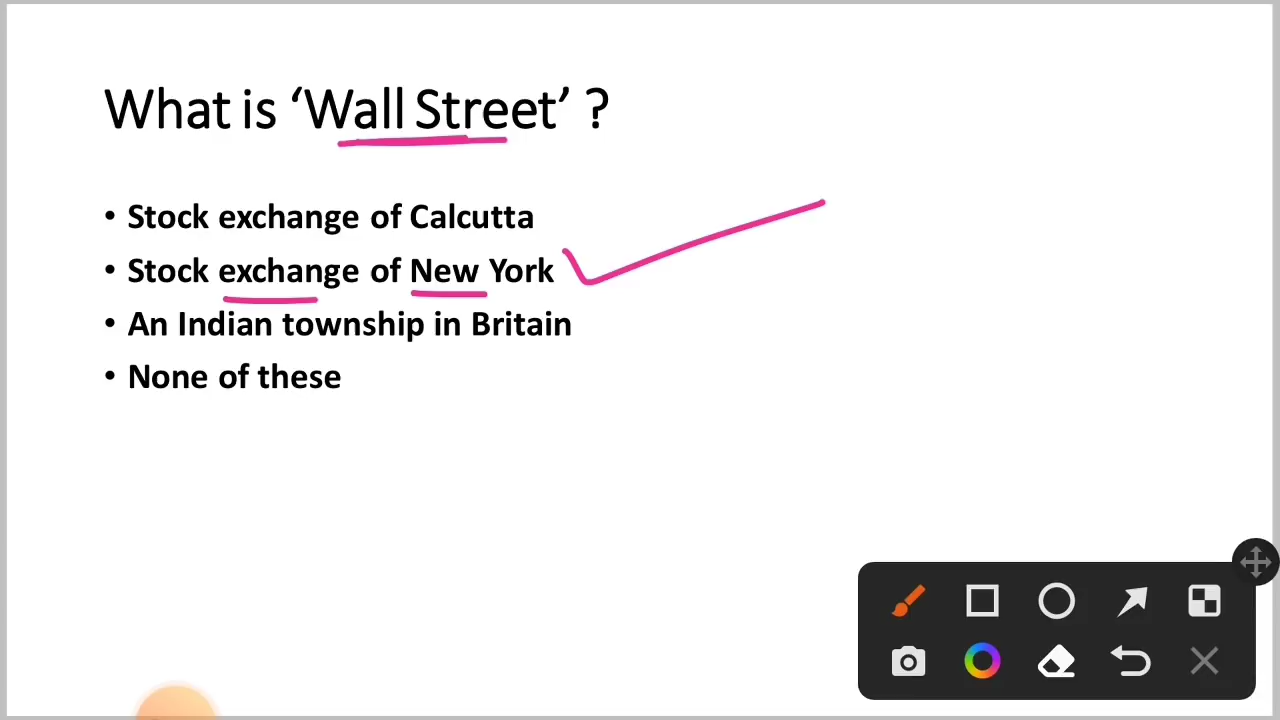 What is ‘Wall Street’ ?
• Stock exchange of Calcutta
• Stock exchange of New York
• An Indian township in Britain
• None of these